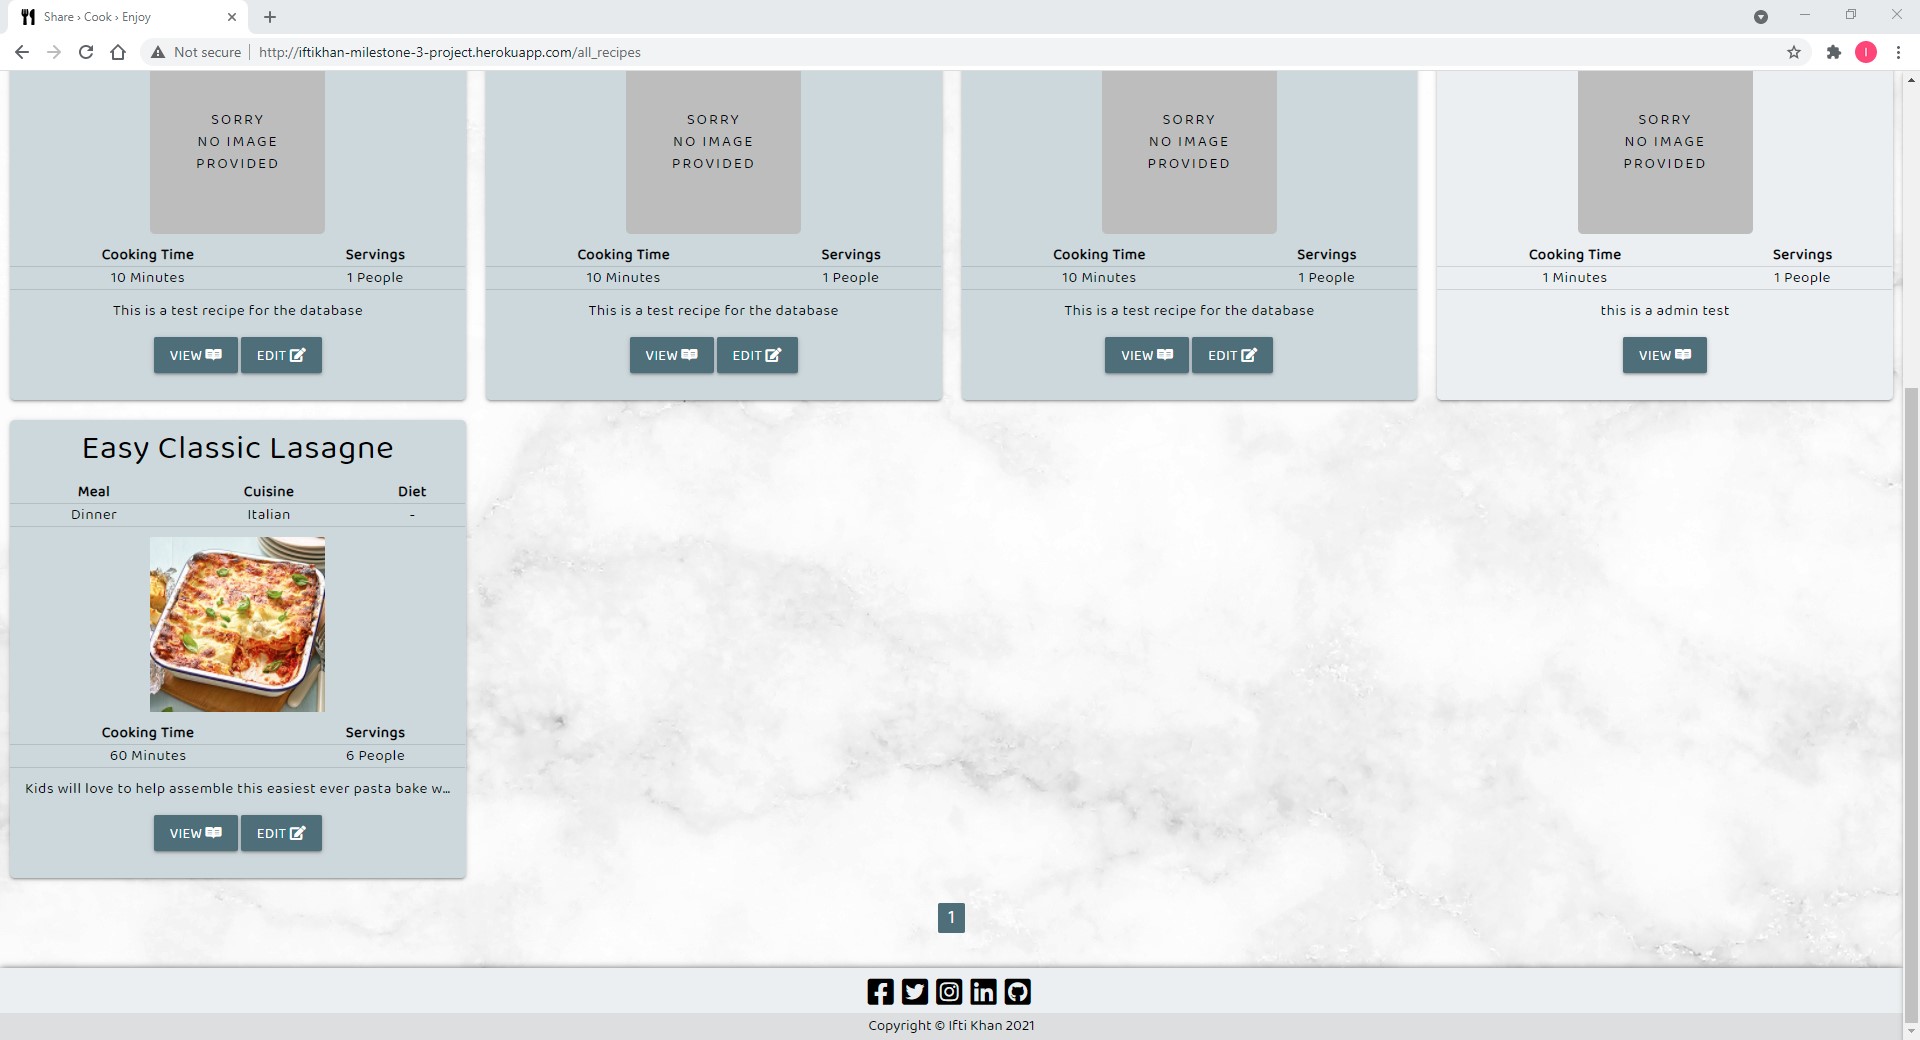 Share › Cook › Enjoy
Not secure
http://iftikhan-milestone-3-project.herokuapp.com/all_recipes
I
SORRY
NO IMAGE
PROVIDED
Cooking Time Servings
10 Minutes 1 People
This is a test recipe for the database
VIEW EDIT
SORRY
NO IMAGE
PROVIDED
Cooking Time Servings
10 Minutes 1 People
This is a test recipe for the database
VIEW EDIT
SORRY
NO IMAGE
PROVIDED
Cooking Time Servings
10 Minutes 1 People
This is a test recipe for the database
VIEW EDIT
SORRY
NO IMAGE
PROVIDED
Cooking Time Servings
1 Minutes 1 People
this is a admin test
VIEW
Easy Classic Lasagne
Meal Cuisine Diet
Dinner Italian -
Cooking Time Servings
60 Minutes 6 People
Kids will love to help assemble this easiest ever pasta bake w...
VIEW EDIT
1
Copyright © Ifti Khan 2021